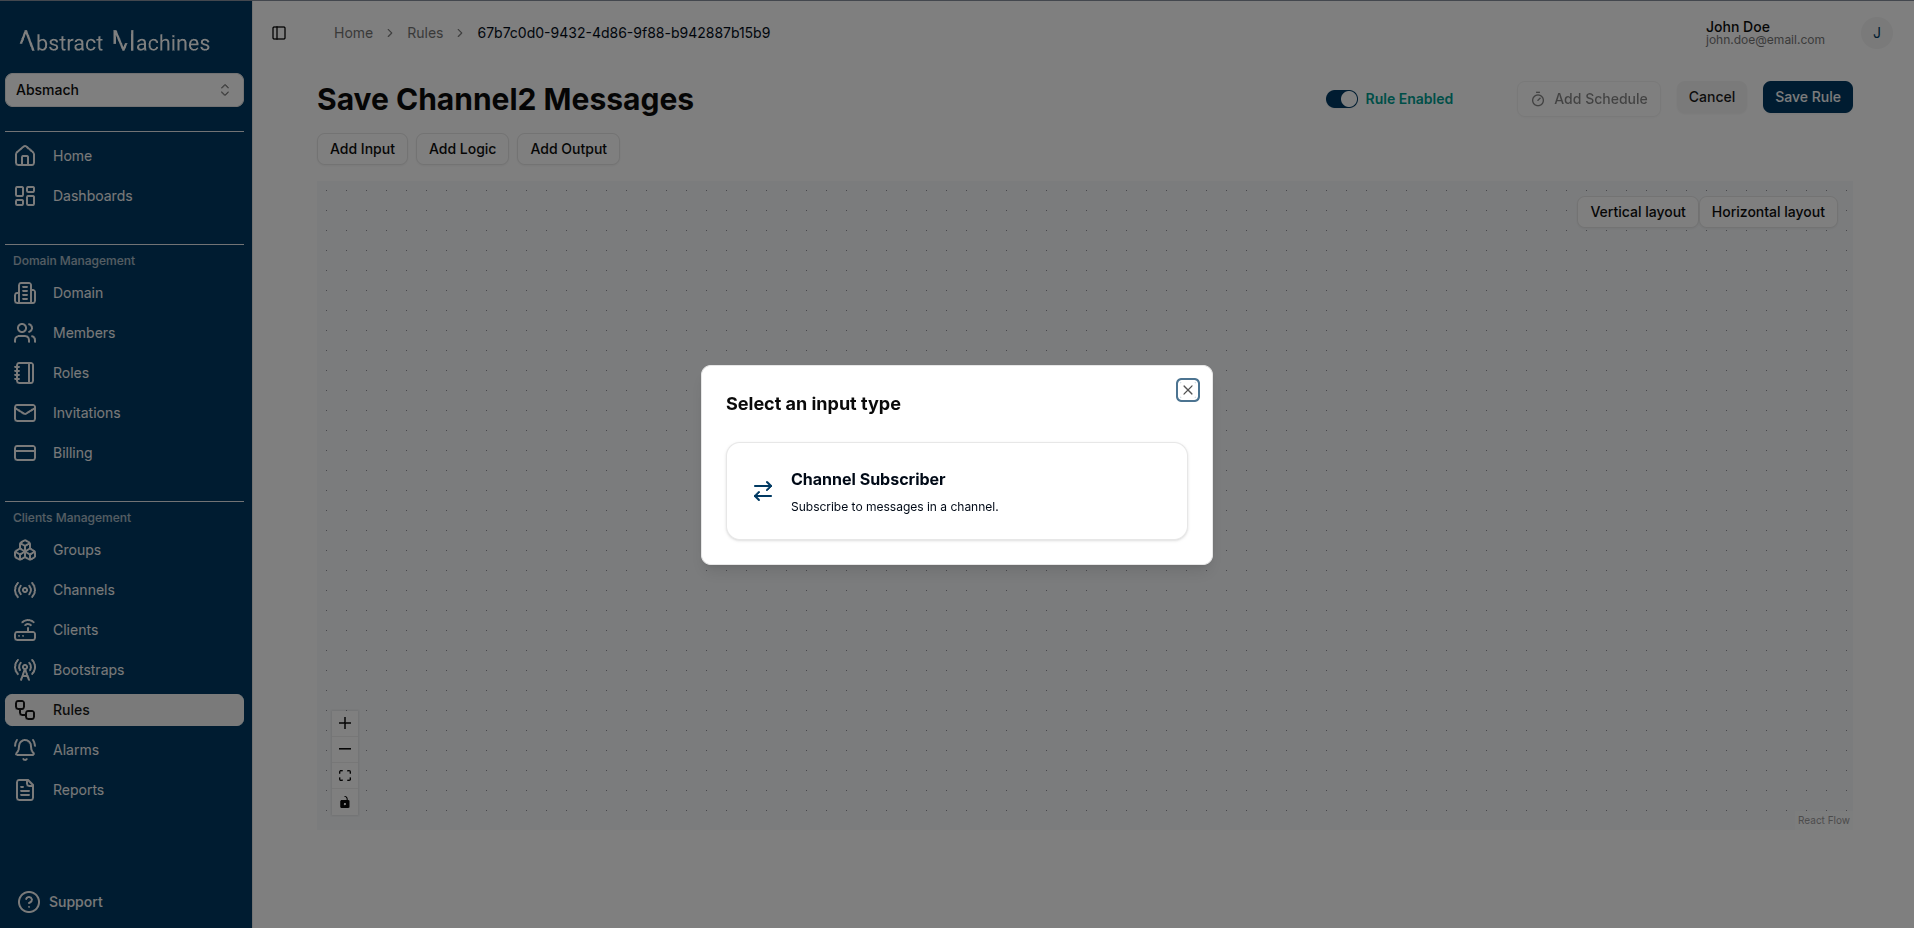 Abstract Machines
Absmach
Home
Dashboards
Domain Management
Domain
Members
Roles
Invitations
Billing
Clients Management
Groups
Channels
Clients
Bootstraps
Rules
Alarms
Reports
Support
Home > Rules > 67b7c0d0-9432-4d86-9f88-b942887b15b9
John Doe
john.doe@email.com
J
Save Channel2 Messages
Rule Enabled
Add Schedule
Cancel
Save Rule
Add Input
Add Logic
Add Output
Vertical layout
Horizontal layout
Select an input type
Channel Subscriber
Subscribe to messages in a channel.
React Flow